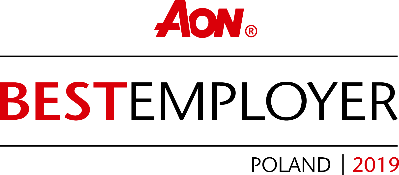 AON®
BESTEMPLOYER
POLAND | 2019